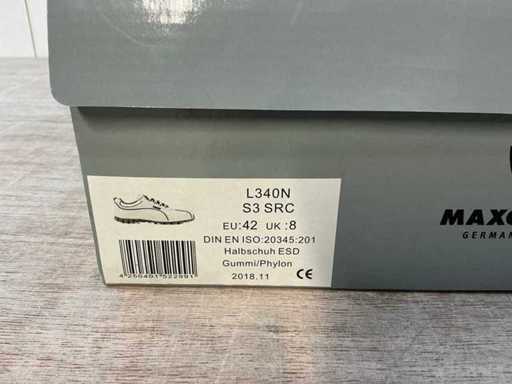 L340N
S3 SRC
EU:42 UK:8
DIN EN ISO:20345:201
Halbschuh ESD
Gummi/Phylon
2018.11 CE
MAXG
GERMAN